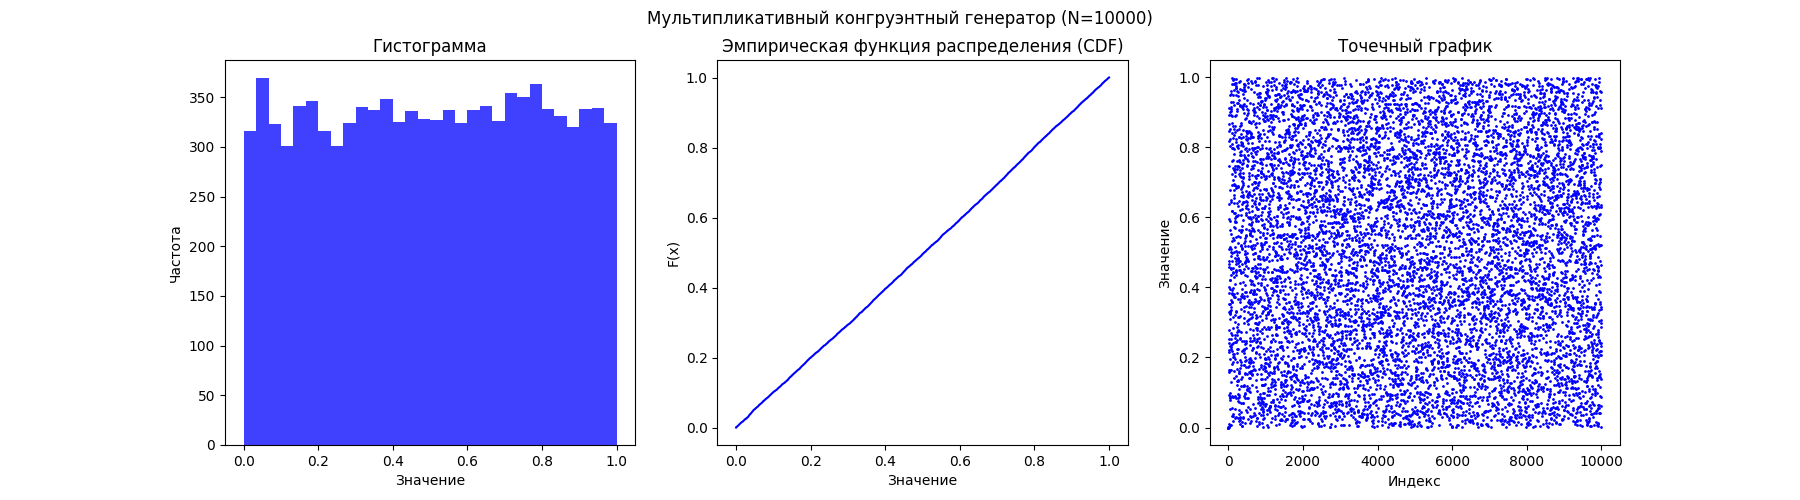 Мультипликативный конгруэнтный генератор (N=10000)
Гистограмма
Частота
350
300
250
200
150
100
50
0
0.0 0.2 0.4 0.6 0.8 1.0
Значение
Эмпирическая функция распределения (CDF)
F(x)
1.0
0.8
0.6
0.4
0.2
0.0
0.0 0.2 0.4 0.6 0.8 1.0
Значение
Точечный график
Значение
1.0
0.8
0.6
0.4
0.2
0.0
0 2000 4000 6000 8000 10000
Индекс